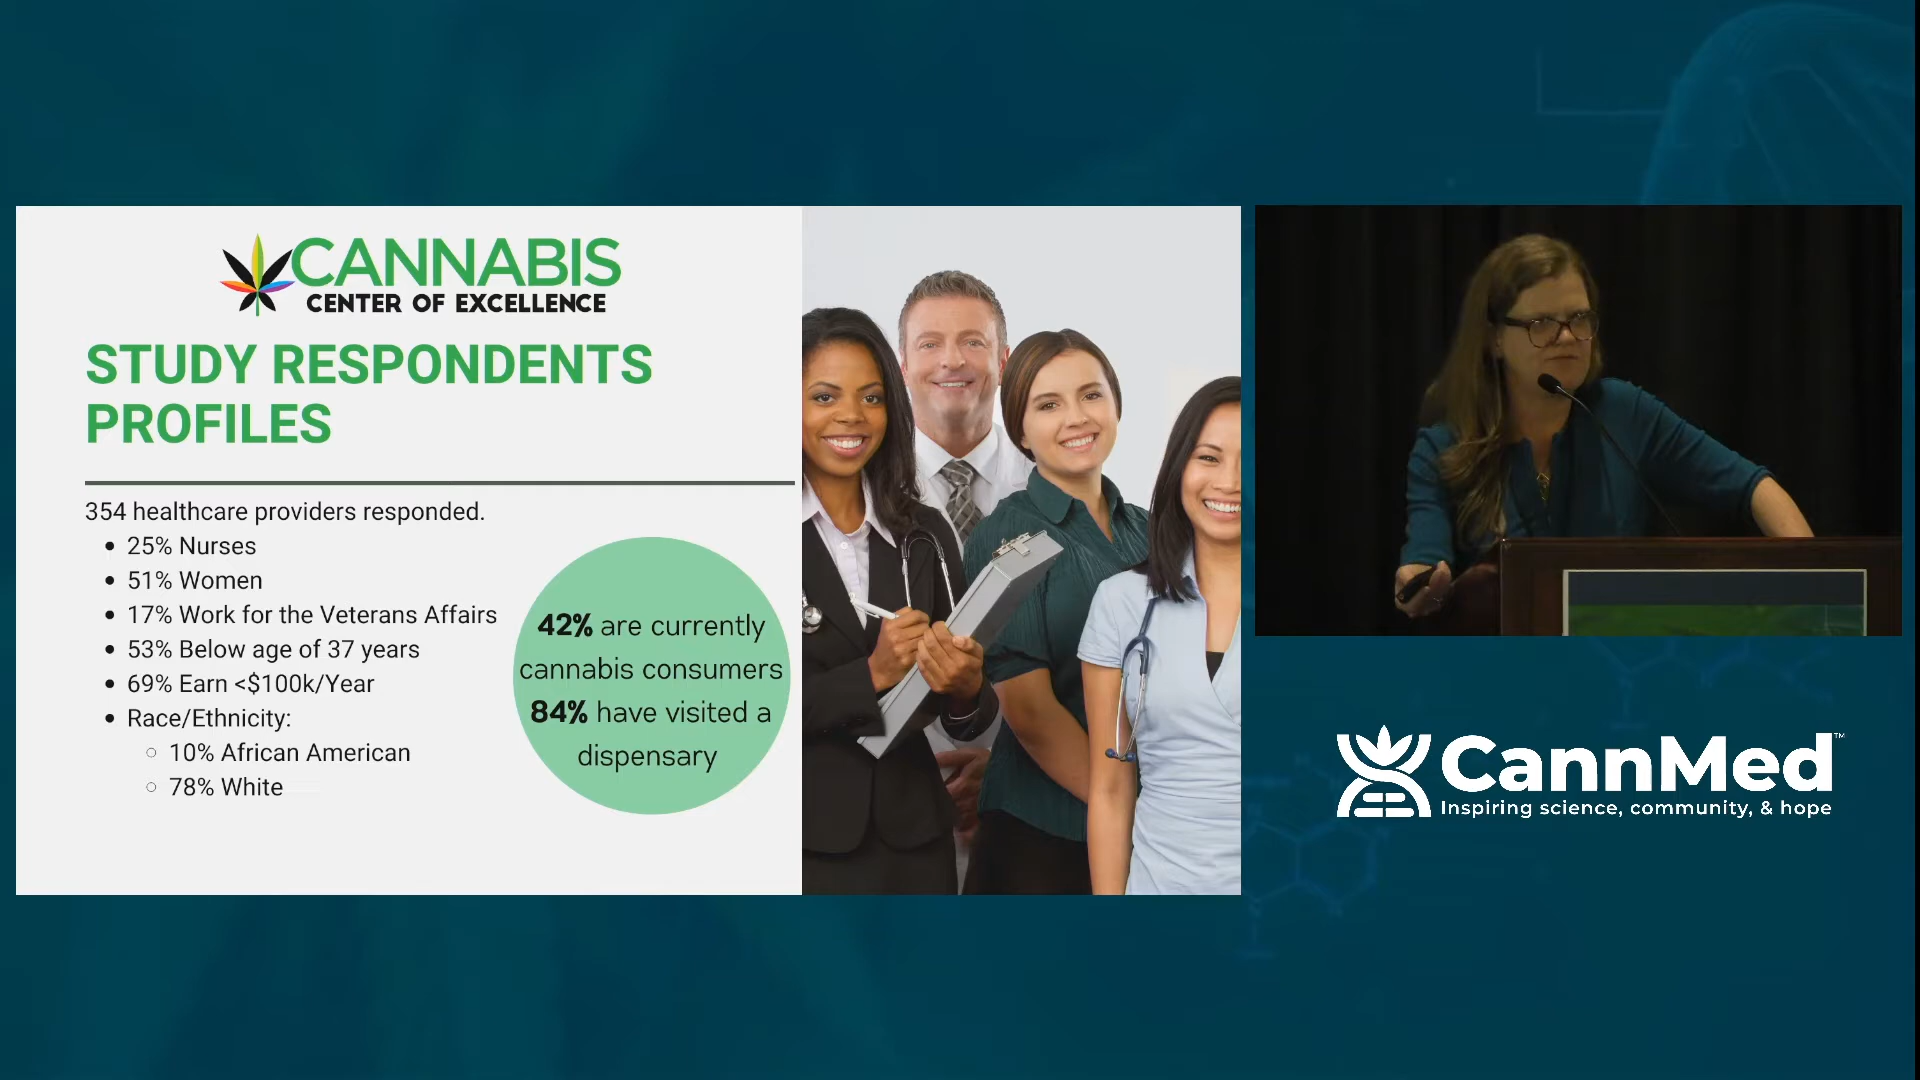 CANNABIS
CENTER OF EXCELLENCE
STUDY RESPONDENTS
PROFILES
354 healthcare providers responded.
• 25% Nurses
• 51% Women
• 17% Work for the Veterans Affairs
• 53% Below age of 37 years
• 69% Earn <$100k/Year
• Race/Ethnicity:
○ 10% African American
○ 78% White
42% are currently
cannabis consumers
84% have visited a
dispensary
CannMed™
Inspiring science, community, & hope